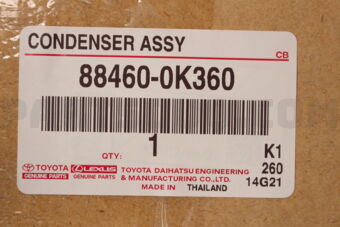 CONDENSER ASSY
CB
88460-0K360
QTY: 1
K1
260
14G21
TOYOTA
GENUINE PARTS
LEXUS
GENUINE PARTS
TOYOTA DAIHATSU ENGINEERING
& MANUFACTURING CO.,LTD.
MADE IN THAILAND